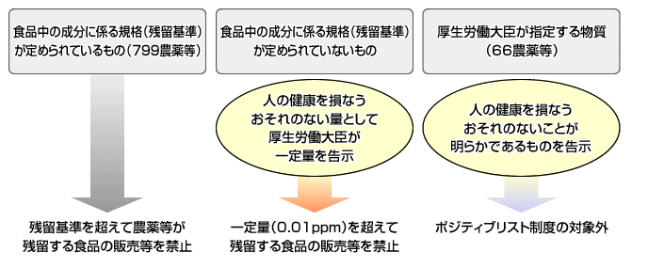 食品中の成分に係る規格(残留基準)
が定められているもの(799農薬等)
食品中の成分に係る規格(残留基準)
が定められていないもの
厚生労働大臣が指定する物質
(66農薬等)
人の健康を損なう
おそれのない量として
厚生労働大臣が
一定量を告示
人の健康を損なう
おそれのないことが
明らかであるものを告示
残留基準を超えて農薬等が
残留する食品の販売等を禁止
一定量(0.01ppm)を超えて
残留する食品の販売等を禁止
ポジティブリスト制度の対象外